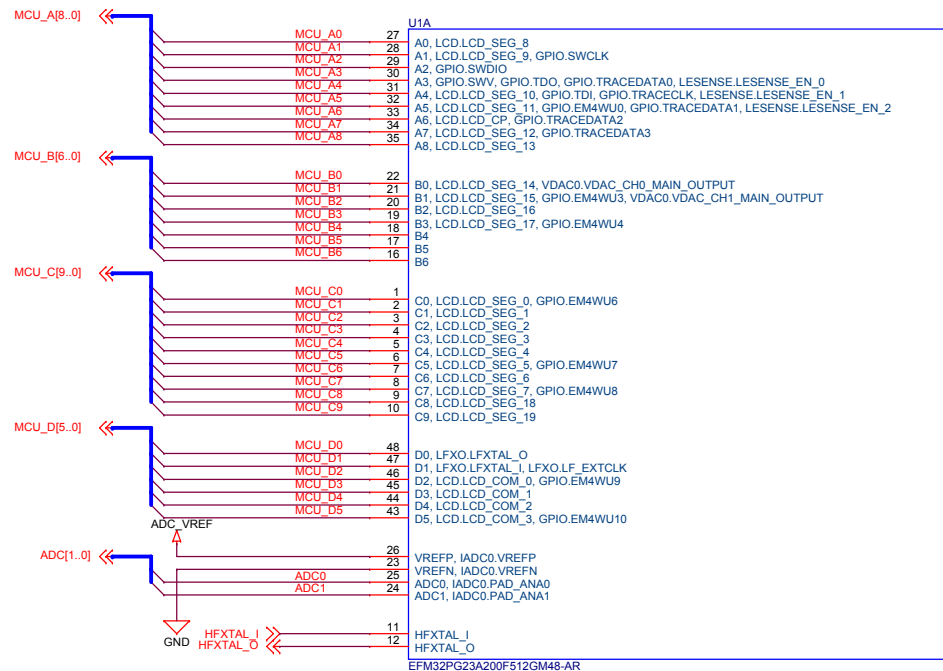 MCU_A[8..0]
U1A
MCU_A0 27 A0, LCD.LCD_SEG_8
MCU_A1 28 A1, LCD.LCD_SEG_9, GPIO.SWCLK
MCU_A2 29 A2, GPIO.SWDIO
MCU_A3 30 A3, GPIO.SWV, GPIO.TDO, GPIO.TRACEDATA0, LESENSE.LESENSE_EN_0
MCU_A4 31 A4, LCD.LCD_SEG_10, GPIO.TDI, GPIO.TRACECLK, LESENSE.LESENSE_EN_1
MCU_A5 32 A5, LCD.LCD_SEG_11, GPIO.EM4WU0, GPIO.TRACEDATA1, LESENSE.LESENSE_EN_2
MCU_A6 33 A6, LCD.LCD_CP, GPIO.TRACEDATA2
MCU_A7 34 A7, LCD.LCD_SEG_12, GPIO.TRACEDATA3
MCU_A8 35 A8, LCD.LCD_SEG_13
MCU_B[6..0]
MCU_B0 22 B0, LCD.LCD_SEG_14, VDAC0.VDAC_CH0_MAIN_OUTPUT
MCU_B1 21 B1, LCD.LCD_SEG_15, GPIO.EM4WU3, VDAC0.VDAC_CH1_MAIN_OUTPUT
MCU_B2 20 B2, LCD.LCD_SEG_16
MCU_B3 19 B3, LCD.LCD_SEG_17, GPIO.EM4WU4
MCU_B4 18 B4
MCU_B5 17 B5
MCU_B6 16 B6
MCU_C[9..0]
MCU_C0 1 C0, LCD.LCD_SEG_0, GPIO.EM4WU6
MCU_C1 2 C1, LCD.LCD_SEG_1
MCU_C2 3 C2, LCD.LCD_SEG_2
MCU_C3 4 C3, LCD.LCD_SEG_3
MCU_C4 5 C4, LCD.LCD_SEG_4
MCU_C5 6 C5, LCD.LCD_SEG_5, GPIO.EM4WU7
MCU_C6 7 C6, LCD.LCD_SEG_6
MCU_C7 8 C7, LCD.LCD_SEG_7, GPIO.EM4WU8
MCU_C8 9 C8, LCD.LCD_SEG_18
MCU_C9 10 C9, LCD.LCD_SEG_19
MCU_D[5..0]
MCU_D0 48 D0, LFXO.LFXTAL_O
MCU_D1 47 D1, LFXO.LFXTAL_I, LFXO.LF_EXTCLK
MCU_D2 46 D2, LCD.LCD_COM_0, GPIO.EM4WU9
MCU_D3 45 D3, LCD.LCD_COM_1
MCU_D4 44 D4, LCD.LCD_COM_2
MCU_D5 43 D5, LCD.LCD_COM_3, GPIO.EM4WU10
ADC_VREF
ADC[1..0]
26 VREFP, IADC0.VREFP
23 VREFN, IADC0.VREFN
ADC0 25 ADC0, IADC0.PAD_ANA0
ADC1 24 ADC1, IADC0.PAD_ANA1
GND
HFXTAL_I 11 HFXTAL_I
HFXTAL_O 12 HFXTAL_O
EFM32PG23A200F512GM48-AR